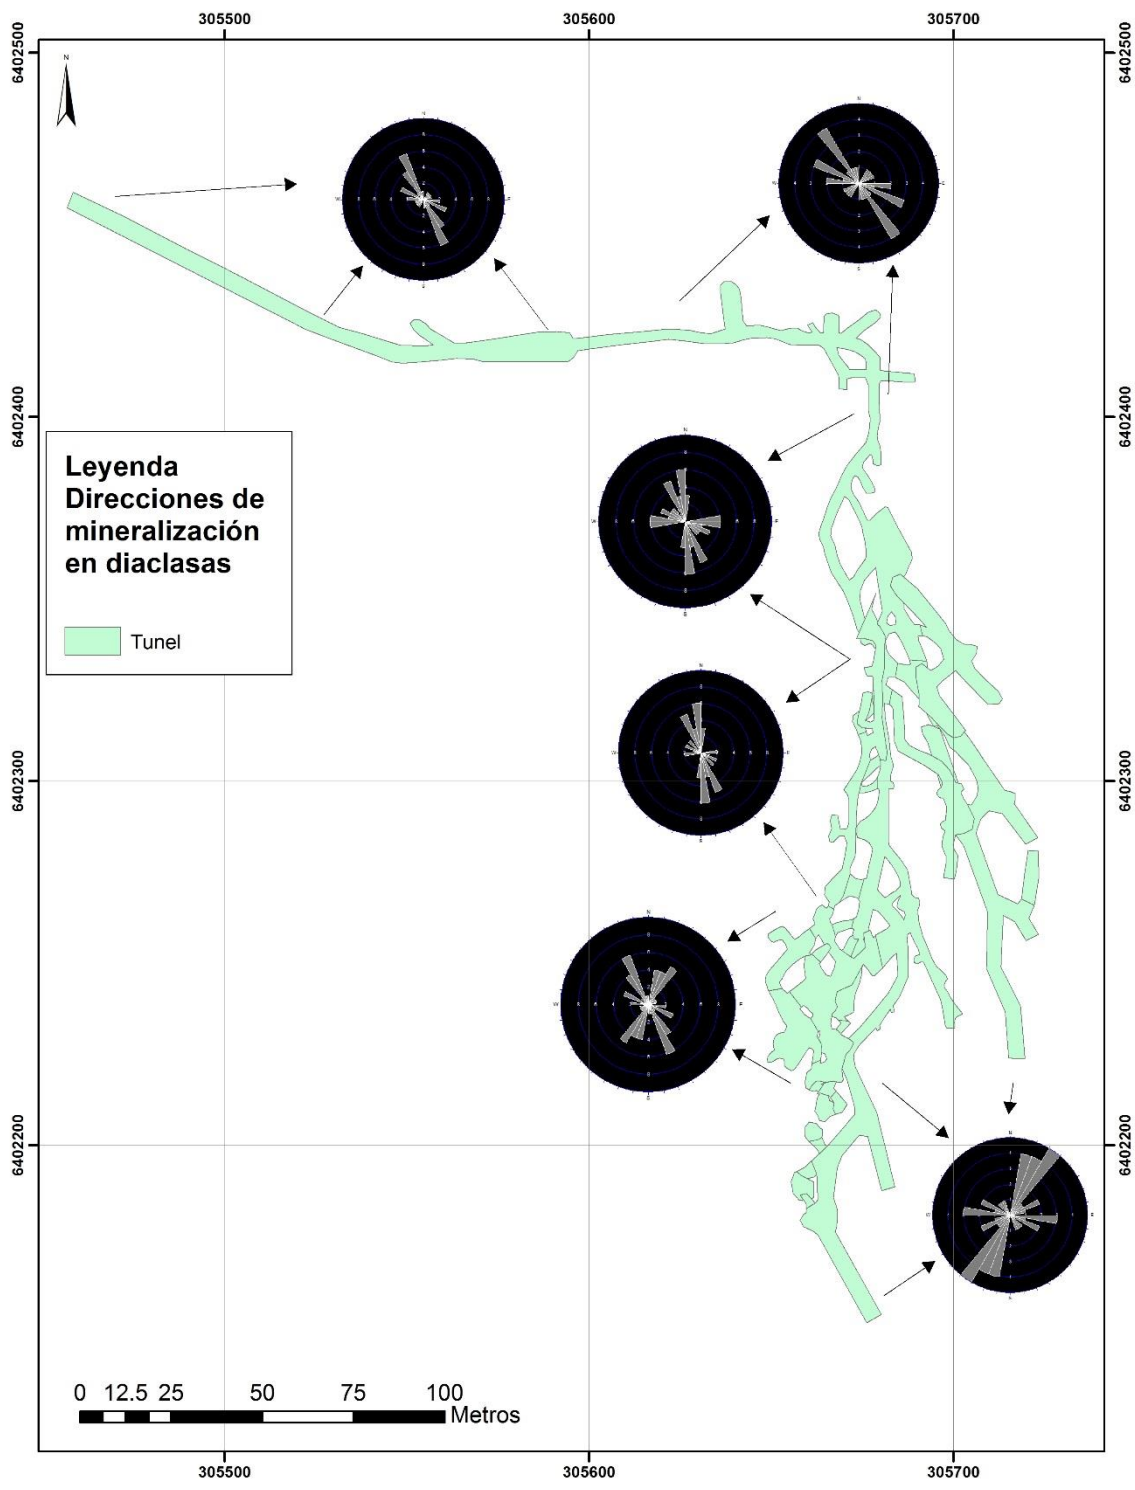 305500 305600 305700
6402500 6402500
N
6402400 6402400
Leyenda
Direcciones de
mineralización
en diaclasas
Tunel
6402300 6402300
6402200 6402200
0 12.5 25 50 75 100
Metros
305500 305600 305700